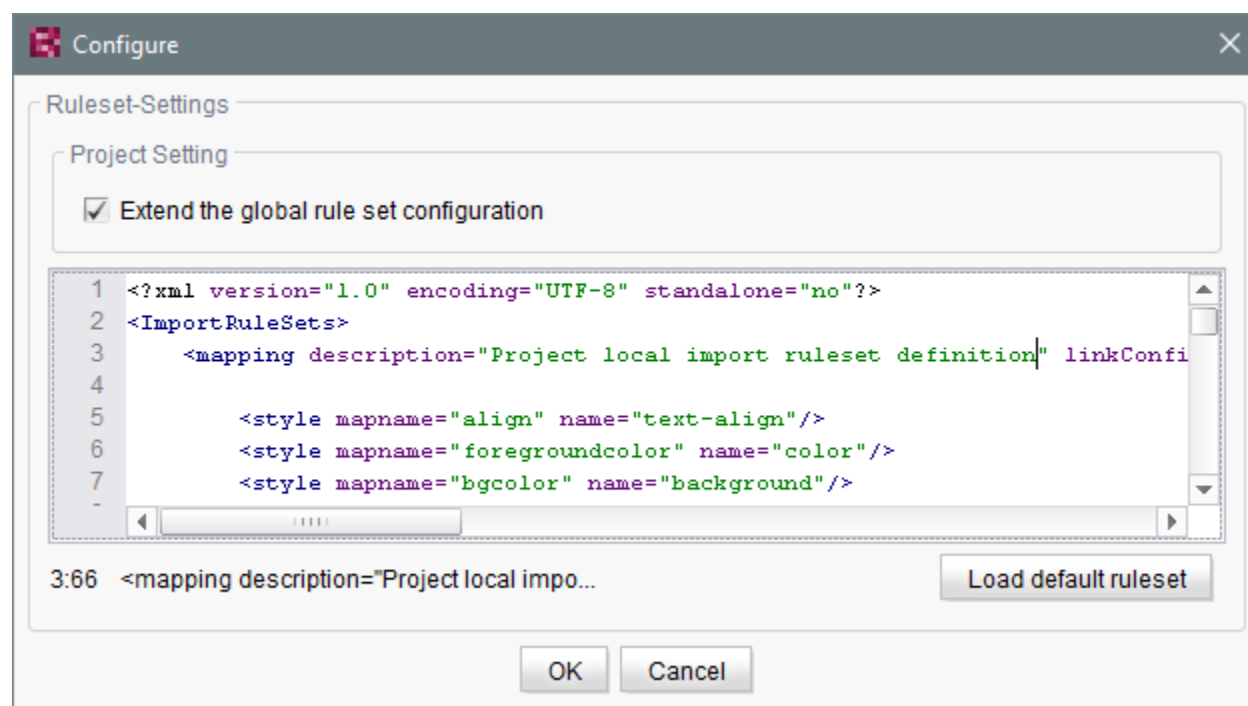 Configure
Ruleset-Settings
Project Setting
Extend the global rule set configuration
1 <?xml version="1.0" encoding="UTF-8" standalone="no"?>
2 <ImportRuleSets>
3     <mapping description="Project local import ruleset definition" linkConfi
4
5         <style mapname="align" name="text-align"/>
6         <style mapname="foregroundcolor" name="color"/>
7         <style mapname="bgcolor" name="background"/>
3:66 <mapping description="Project local impo...
Load default ruleset
OK Cancel